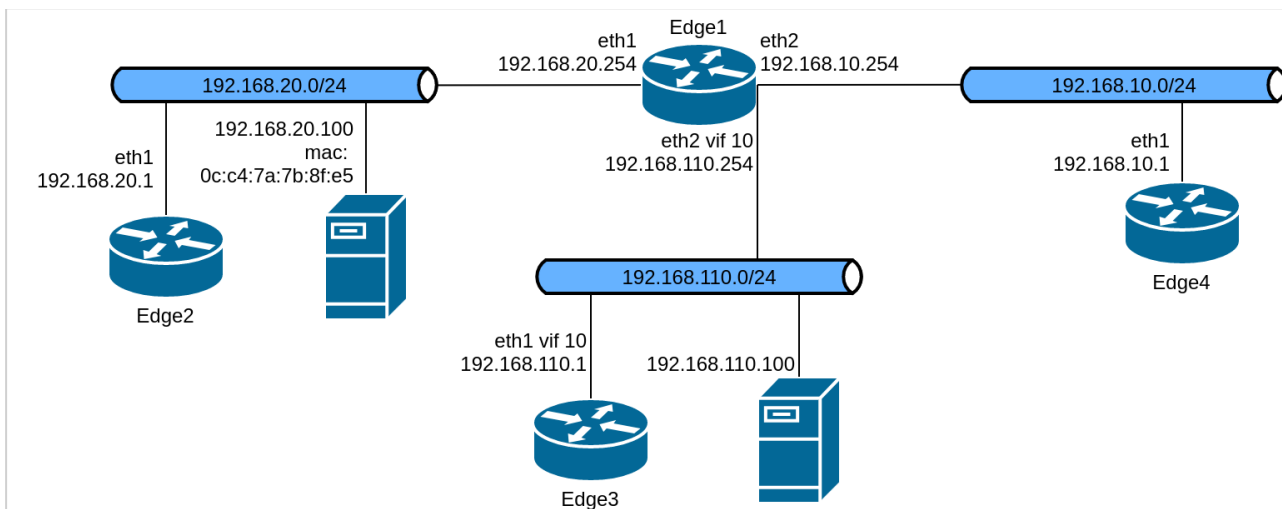 Edge1
eth1
192.168.20.254
eth2
192.168.10.254
192.168.20.0/24
192.168.10.0/24
192.168.20.100
mac:
0c:c4:7a:7b:8f:e5
eth1
192.168.20.1
eth2 vif 10
192.168.110.254
eth1
192.168.10.1
Edge2
192.168.110.0/24
Edge4
eth1 vif 10
192.168.110.1
192.168.110.100
Edge3